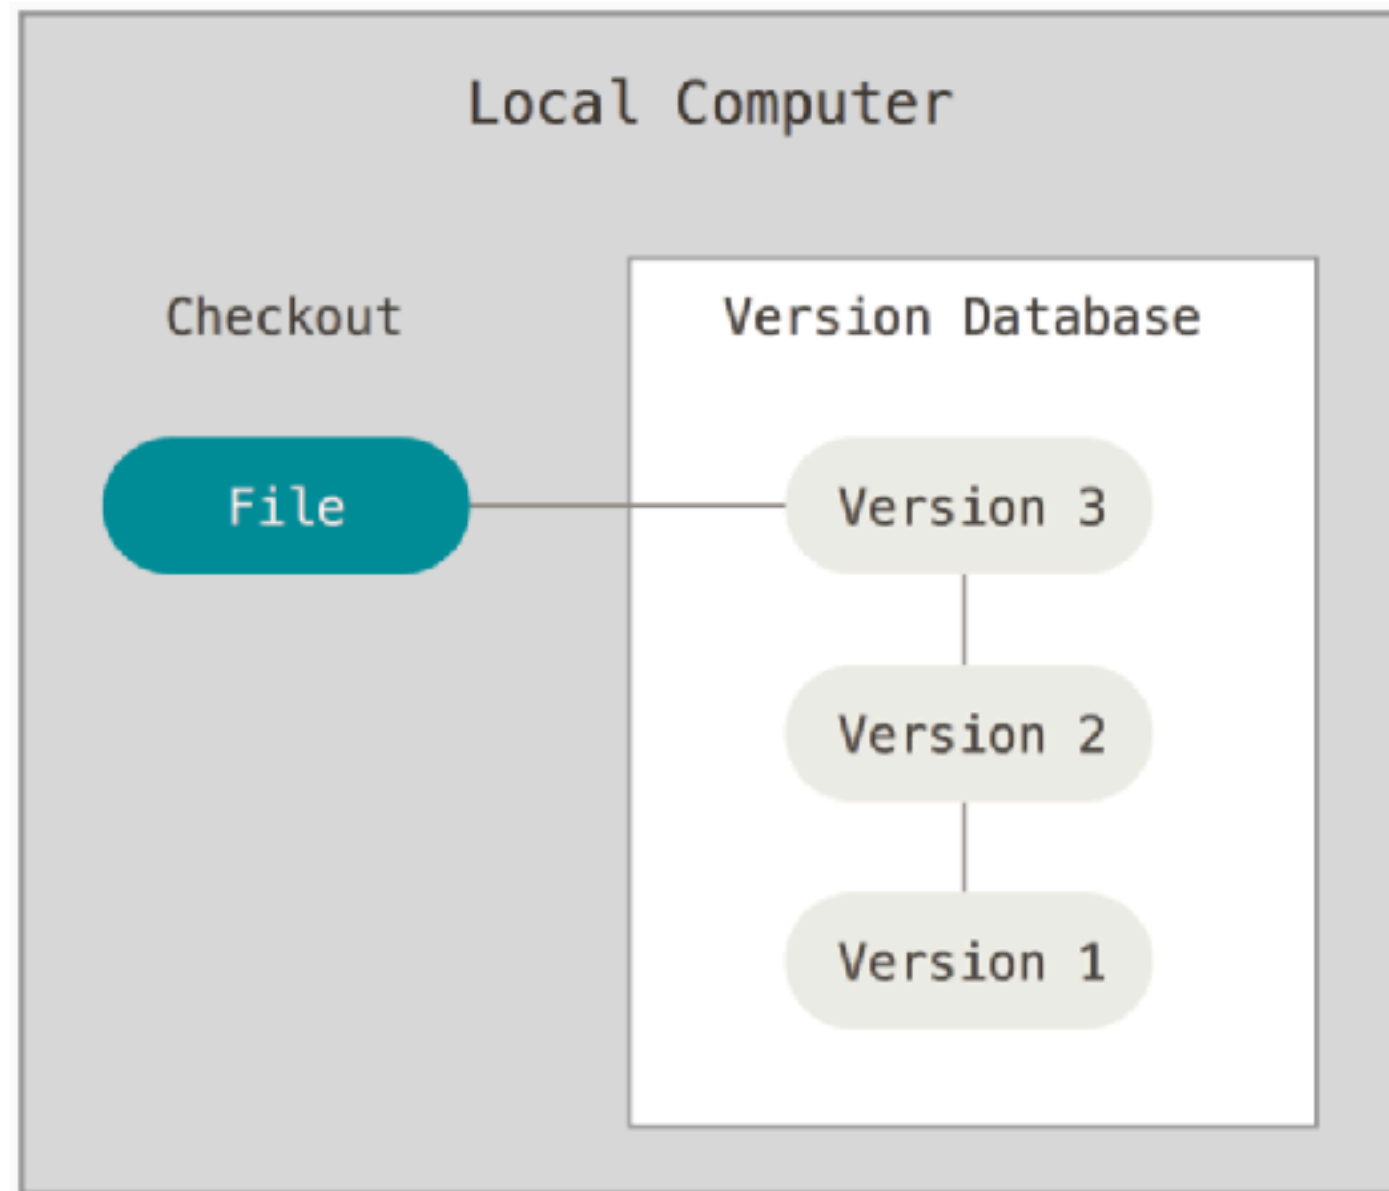 Local Computer
Checkout
Version Database
File
Version 3
Version 2
Version 1